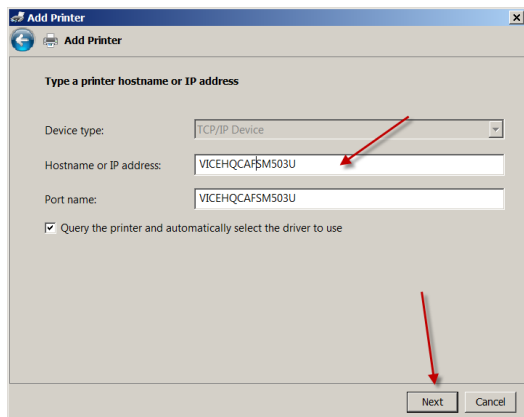 Add Printer
Add Printer
Type a printer hostname or IP address
Device type: TCP/IP Device
Hostname or IP address: VICEHQCAFSM503U
Port name: VICEHQCAFSM503U
Query the printer and automatically select the driver to use
Next Cancel